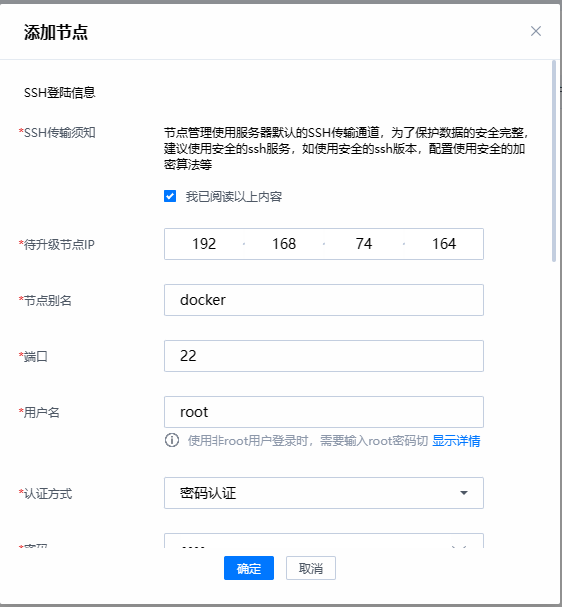 添加节点
SSH登陆信息
*SSH传输须知
节点管理使用服务器默认的SSH传输通道，为了保护数据的安全完整，
建议使用安全的ssh服务，如使用安全的ssh版本，配置使用安全的加
密算法等
我已阅读以上内容
*待升级节点IP 192 . 168 . 74 . 164
*节点别名 docker
*端口 22
*用户名 root
使用非root用户登录时，需要输入root密码切 显示详情
*认证方式 密码认证
*密码
确定 取消